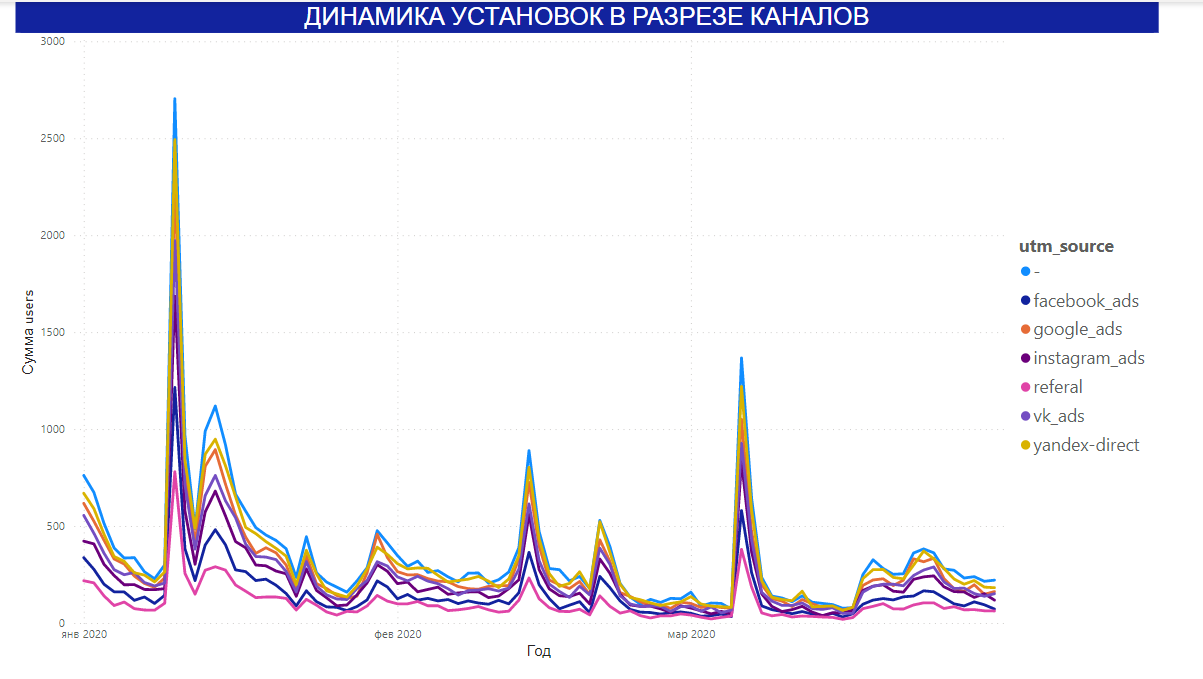 ДИНАМИКА УСТАНОВОК В РАЗРЕЗЕ КАНАЛОВ
3000
2500
2000
1500
1000
500
0
Сумма users
янв 2020
фев 2020
мар 2020
Год
utm_source
-
facebook_ads
google_ads
instagram_ads
referal
vk_ads
yandex-direct